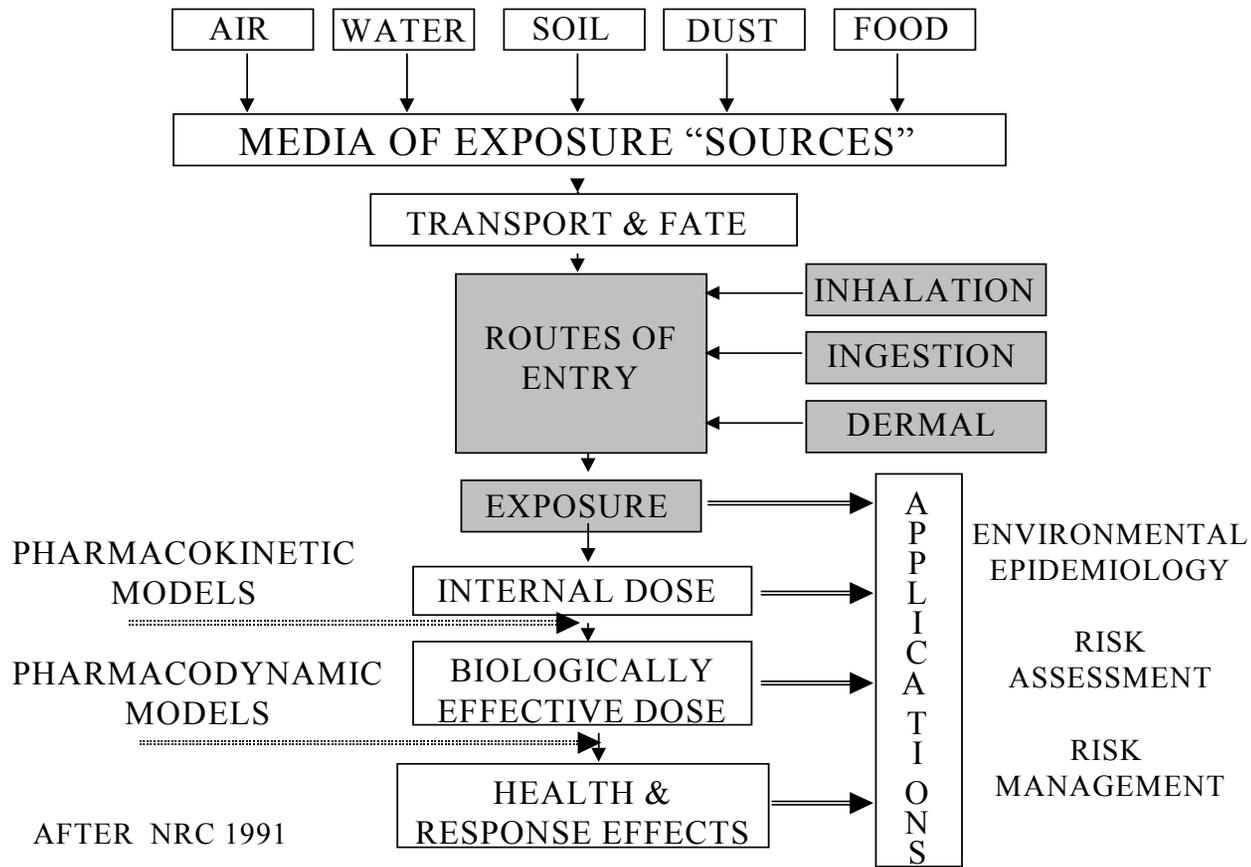 AIR
WATER
SOIL
DUST
FOOD
MEDIA OF EXPOSURE “SOURCES”
TRANSPORT & FATE
ROUTES OF
ENTRY
INHALATION
INGESTION
DERMAL
EXPOSURE
PHARMACOKINETIC
MODELS
INTERNAL DOSE
PHARMACODYNAMIC
MODELS
BIOLOGICALLY
EFFECTIVE DOSE
HEALTH &
RESPONSE EFFECTS
APPLICATIONS
ENVIRONMENTAL
EPIDEMIOLOGY
RISK
ASSESSMENT
RISK
MANAGEMENT
AFTER NRC 1991